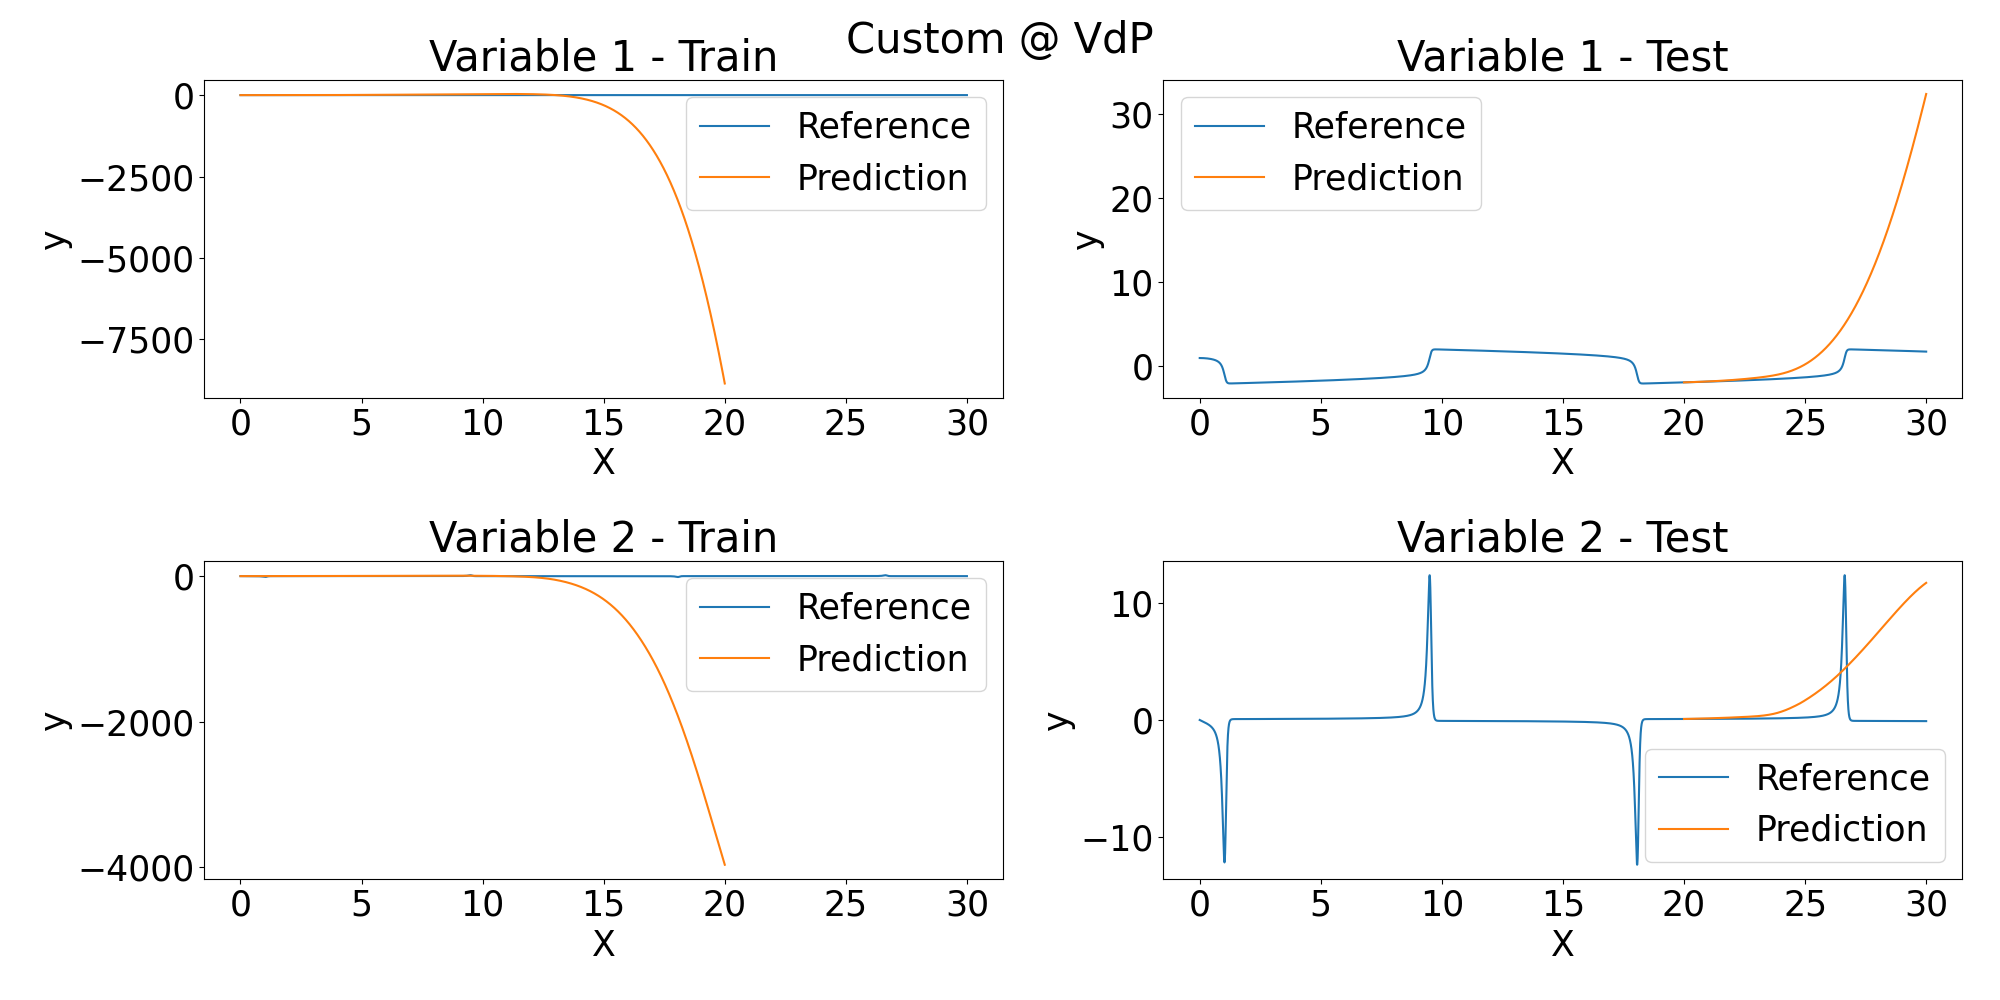 Custom @ VdP
Variable 1 - Train
0
−2500
−5000
−7500
y
Reference
Prediction
0 5 10 15 20 25 30
X
Variable 1 - Test
30
20
10
0
y
Reference
Prediction
0 5 10 15 20 25 30
X
Variable 2 - Train
0
−2000
−4000
y
Reference
Prediction
0 5 10 15 20 25 30
X
Variable 2 - Test
10
0
−10
y
Reference
Prediction
0 5 10 15 20 25 30
X